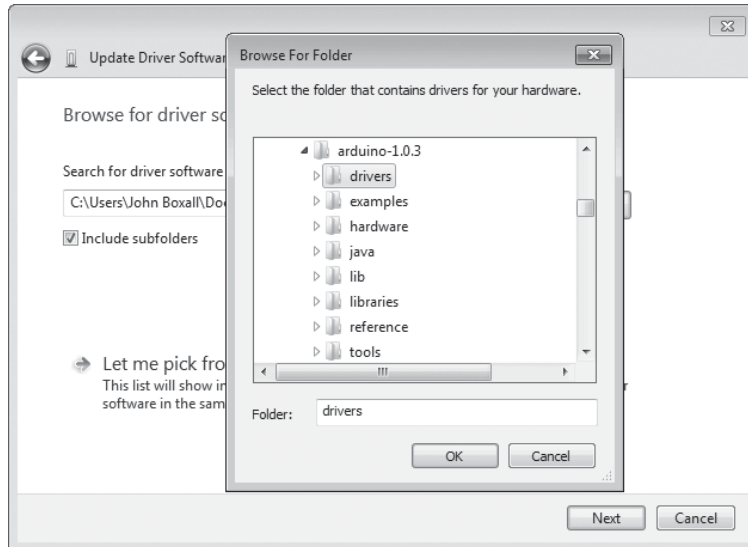 Update Driver Softwar
Browse For Folder
Select the folder that contains drivers for your hardware.
Browse for driver so
Search for driver software
C:\Users\John Boxall\Do
Include subfolders
arduino-1.0.3
drivers
examples
hardware
java
lib
libraries
reference
tools
Let me pick fro
This list will show in
software in the sam
Folder:
drivers
OK
Cancel
Next
Cancel